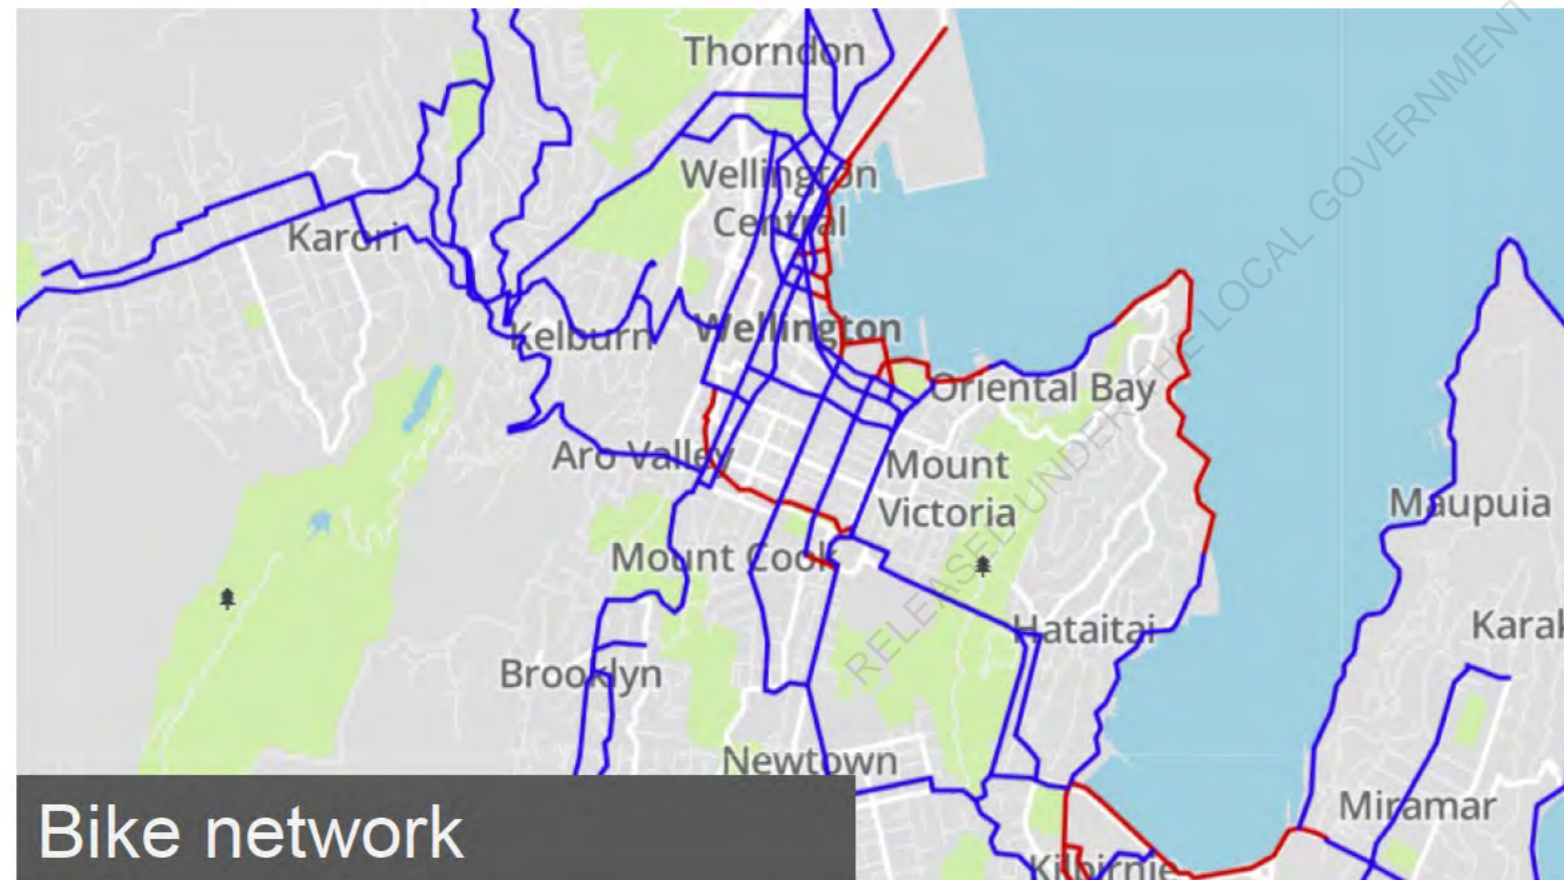 Thorndon
Wellington
Central
Karori
Kelburn
Wellington
Oriental Bay
Aro Valley
Mount
Victoria
Maupuia
Mount Cook
Hataitai
Karak
Brooklyn
Newtown
Miramar
Kilbirnie
Bike network
RELEASED UNDER THE LOCAL GOVERNMENT